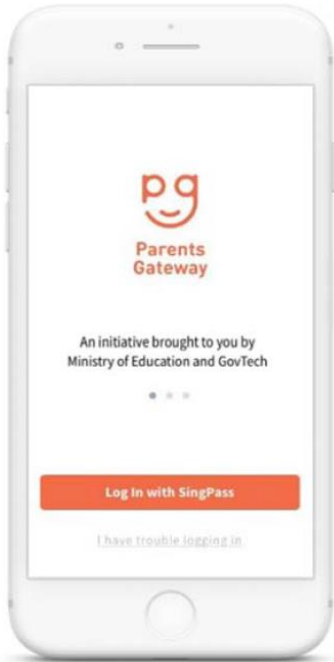 pg
Parents
Gateway
An initiative brought to you by
Ministry of Education and GovTech
Log In with SingPass
I have trouble logging in